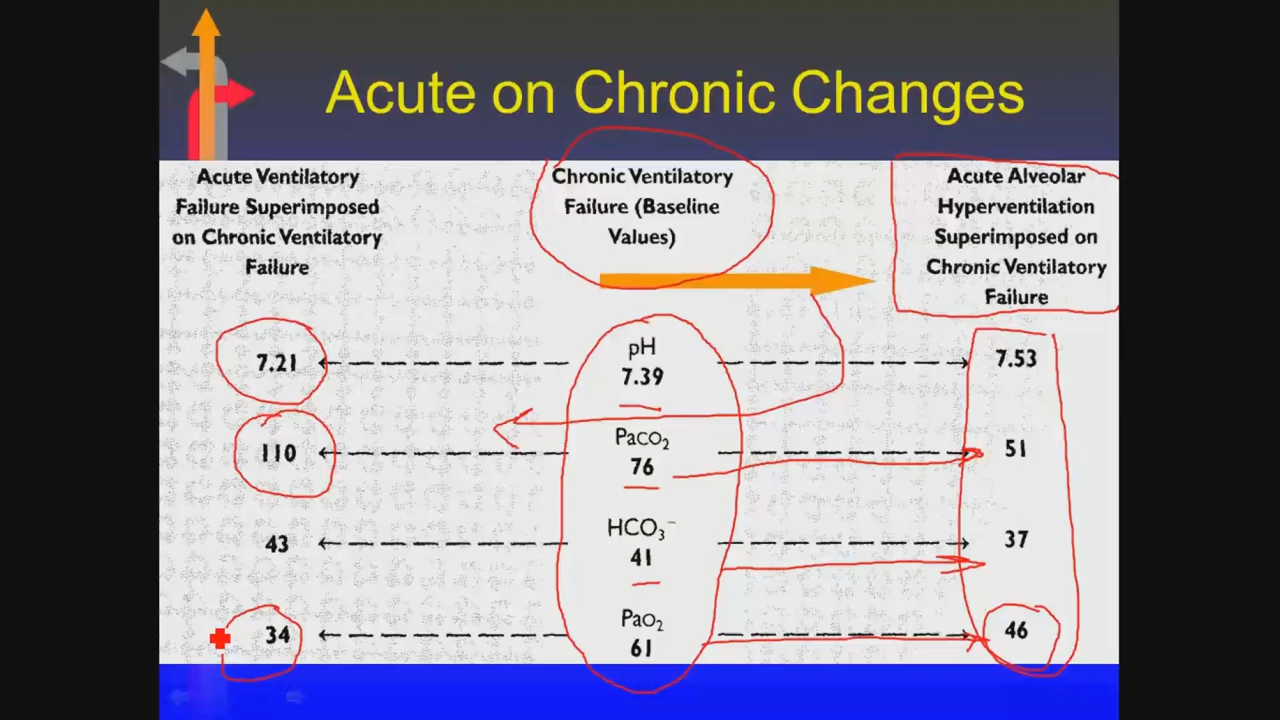 Acute on Chronic Changes
Acute Ventilatory
Failure Superimposed
on Chronic Ventilatory
Failure
Chronic Ventilatory
Failure (Baseline
Values)
Acute Alveolar
Hyperventilation
Superimposed on
Chronic Ventilatory
Failure
pH
7.21 7.39 7.53
PaCO₂
110 76 51
HCO₃⁻
43 41 37
PaO₂
34 61 46